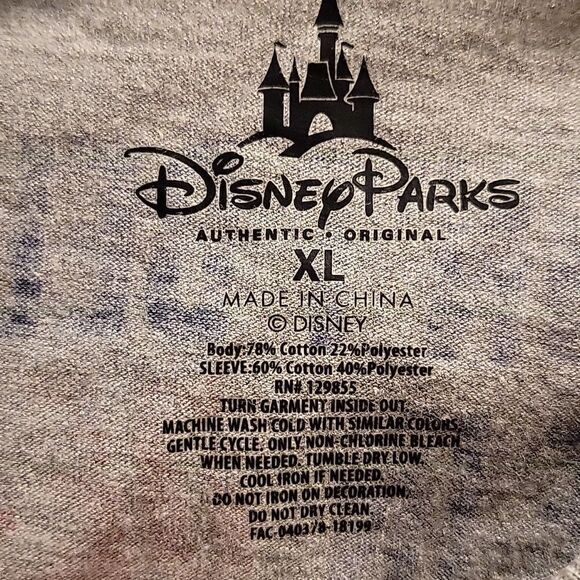 DISNEY PARKS
AUTHENTIC • ORIGINAL
XL
MADE IN CHINA
© DISNEY
Body:78% Cotton 22%Polyester
SLEEVE:60% Cotton 40%Polyester
RN# 129855
TURN GARMENT INSIDE OUT.
MACHINE WASH COLD WITH SIMILAR COLORS,
GENTLE CYCLE. ONLY NON-CHLORINE BLEACH
WHEN NEEDED. TUMBLE DRY LOW.
COOL IRON IF NEEDED.
DO NOT IRON ON DECORATION.
DO NOT DRY CLEAN.
FAC-040378-18199